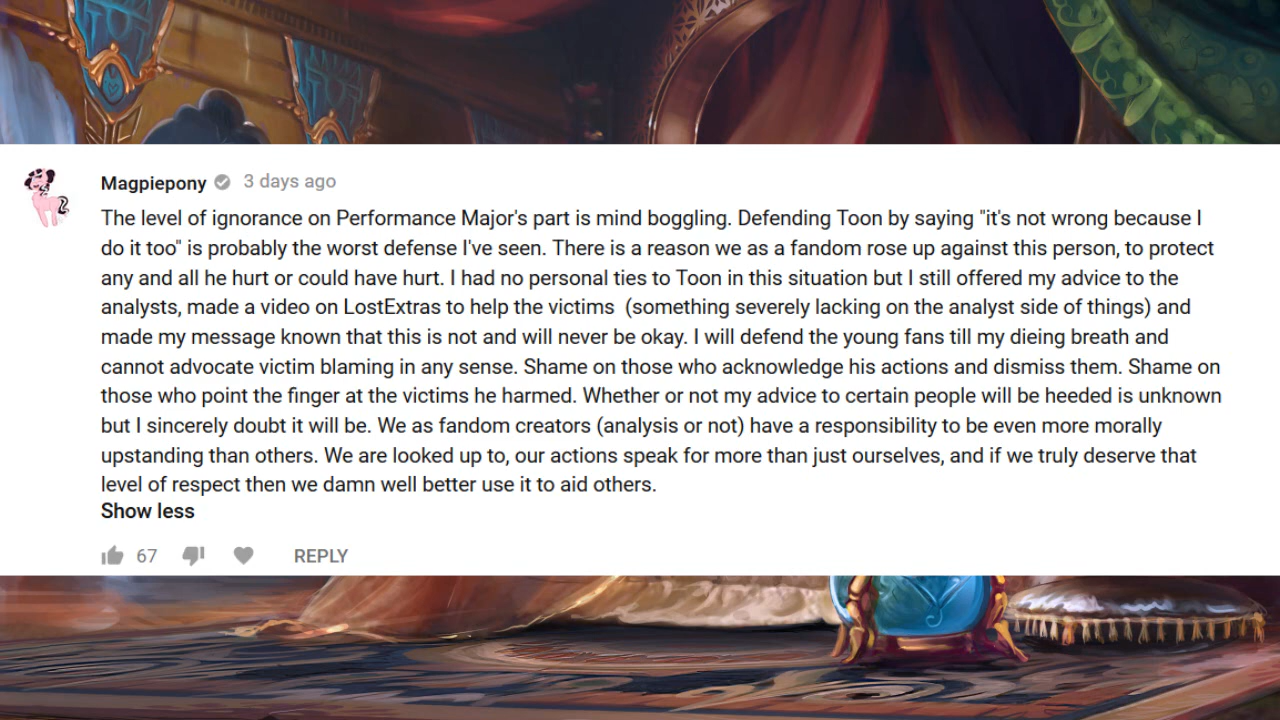 Magpiepony 3 days ago
The level of ignorance on Performance Major's part is mind boggling. Defending Toon by saying "it's not wrong because I
do it too" is probably the worst defense I've seen. There is a reason we as a fandom rose up against this person, to protect
any and all he hurt or could have hurt. I had no personal ties to Toon in this situation but I still offered my advice to the
analysts, made a video on LostExtras to help the victims  (something severely lacking on the analyst side of things) and
made my message known that this is not and will never be okay. I will defend the young fans till my dieing breath and
cannot advocate victim blaming in any sense. Shame on those who acknowledge his actions and dismiss them. Shame on
those who point the finger at the victims he harmed. Whether or not my advice to certain people will be heeded is unknown
but I sincerely doubt it will be. We as fandom creators (analysis or not) have a responsibility to be even more morally
upstanding than others. We are looked up to, our actions speak for more than just ourselves, and if we truly deserve that
level of respect then we damn well better use it to aid others.
Show less
67 REPLY